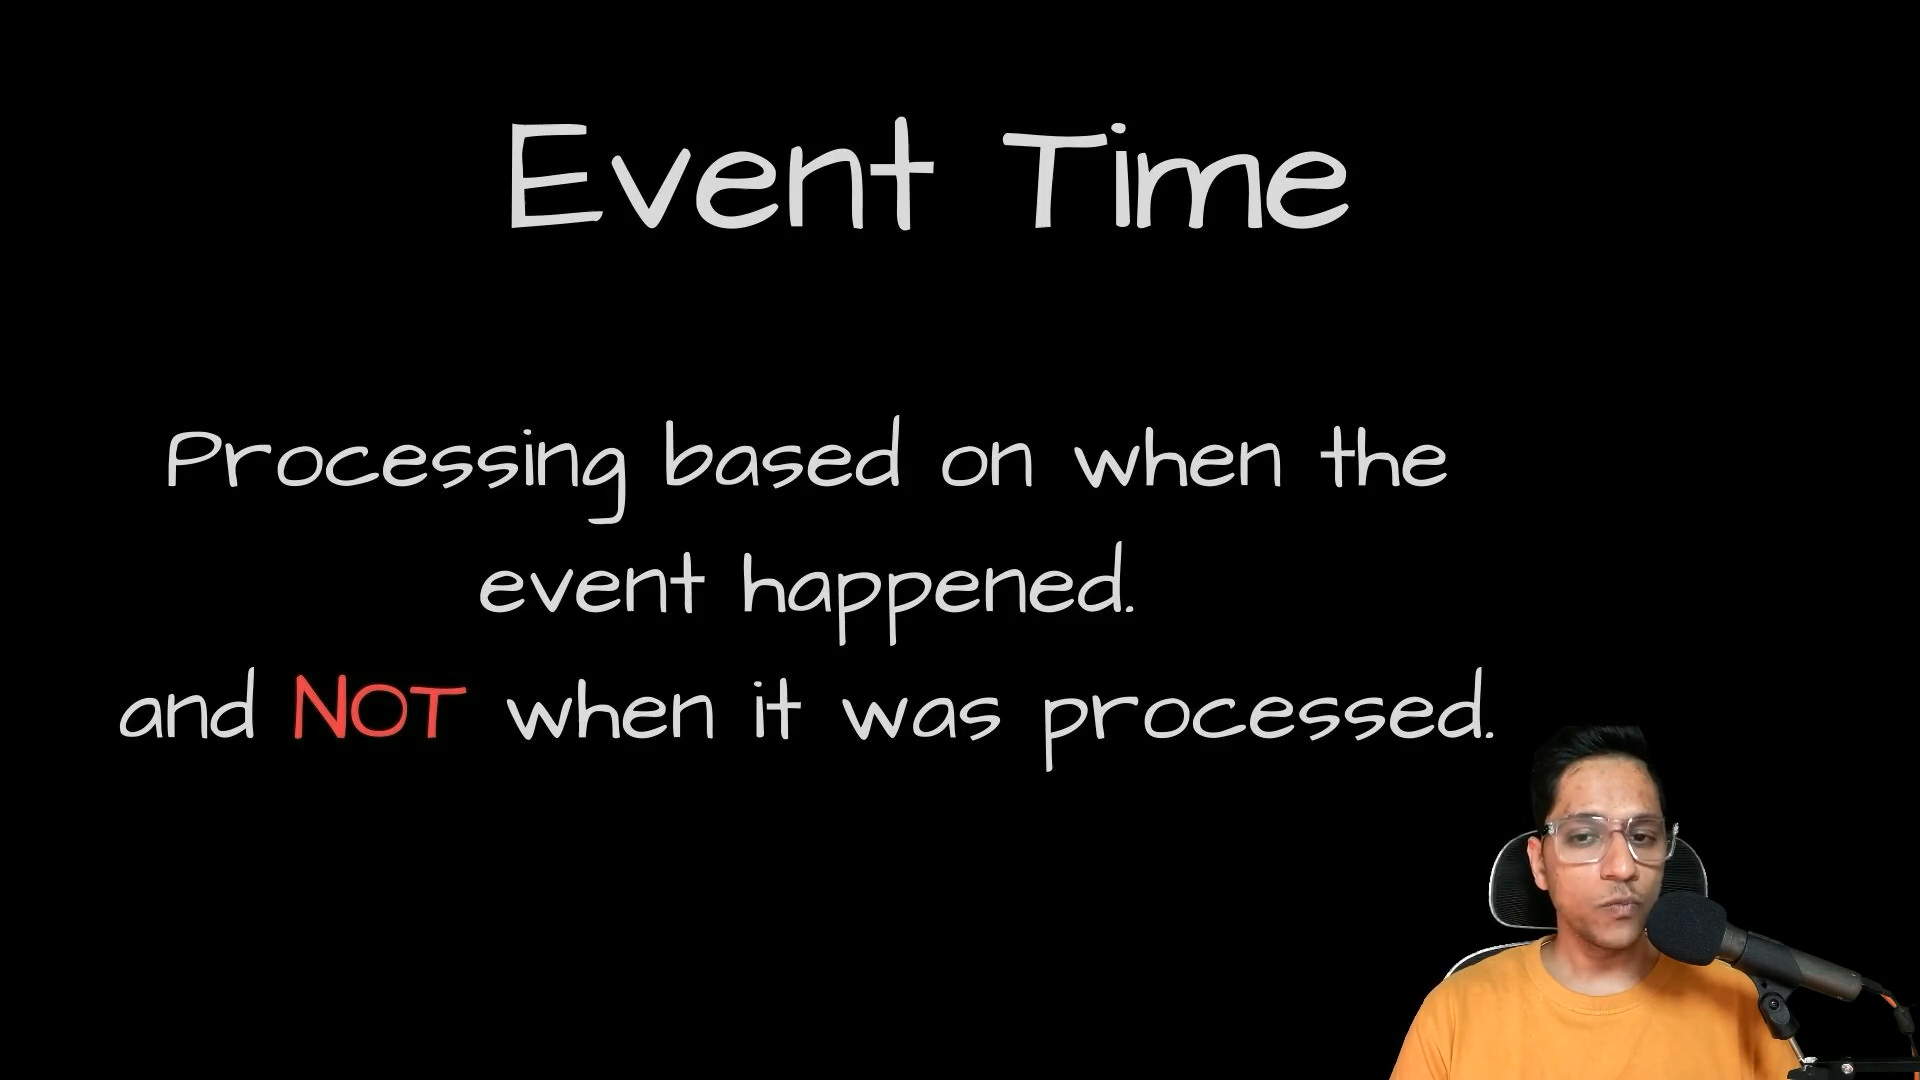 Event Time
Processing based on when the
event happened.
and NOT when it was processed.